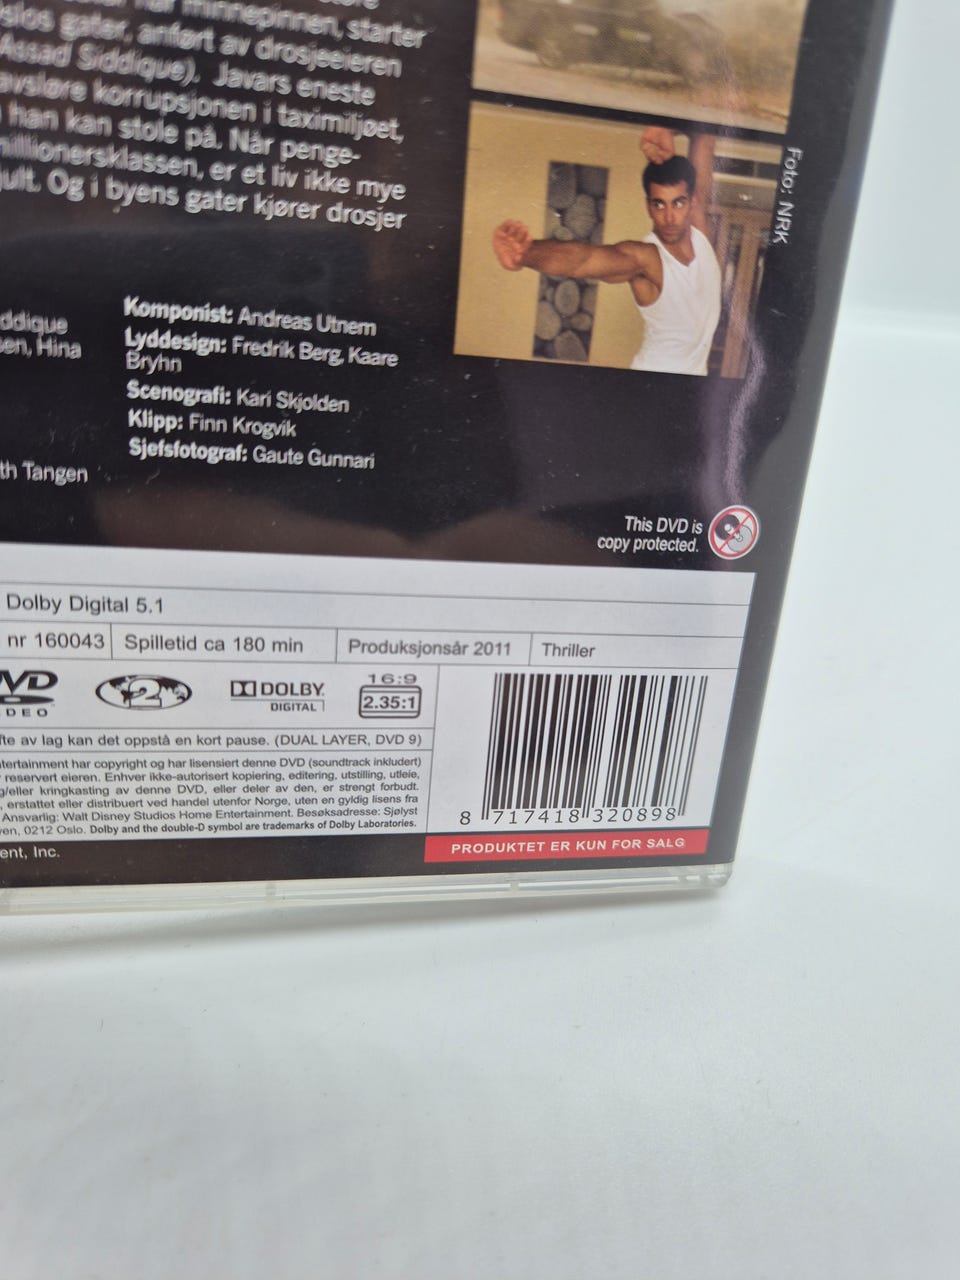 minnepinnen, starter
slos gater, anført av drosjeeieren
Assad Siddique). Javars eneste
avsløre korrupsjonen i taximiljøet,
han kan stole på. Når penge-
millionersklassen, er et liv ikke mye
jult. Og i byens gater kjører drosjer
Foto: NRK
ddique
sen, Hina
th Tangen
Komponist: Andreas Utnem
Lyddesign: Fredrik Berg, Kaare
Bryhn
Scenografi: Kari Skjolden
Klipp: Finn Krogvik
Sjefsfotograf: Gaute Gunnari
This DVD is
copy protected.
Dolby Digital 5.1
nr 160043 Spilletid ca 180 min Produksjonsår 2011 Thriller
DVD
VIDEO
2
DOLBY
DIGITAL
16:9
2.35:1
fte av lag kan det oppstå en kort pause. (DUAL LAYER, DVD 9)
ntertainment har copyright og har lisensiert denne DVD (soundtrack inkludert)
reservert eieren. Enhver ikke-autorisert kopiering, editering, utstilling, utleie,
g/eller kringkasting av denne DVD, eller deler av den, er strengt forbudt.
, erstattet eller distribuert ved handel utenfor Norge, uten en gyldig lisens fra
Ansvarlig: Walt Disney Studios Home Entertainment. Besøksadresse: Sjølyst
en, 0212 Oslo. Dolby and the double-D symbol are trademarks of Dolby Laboratories.
8 717418 320898
PRODUKTET ER KUN FOR SALG
ent, Inc.